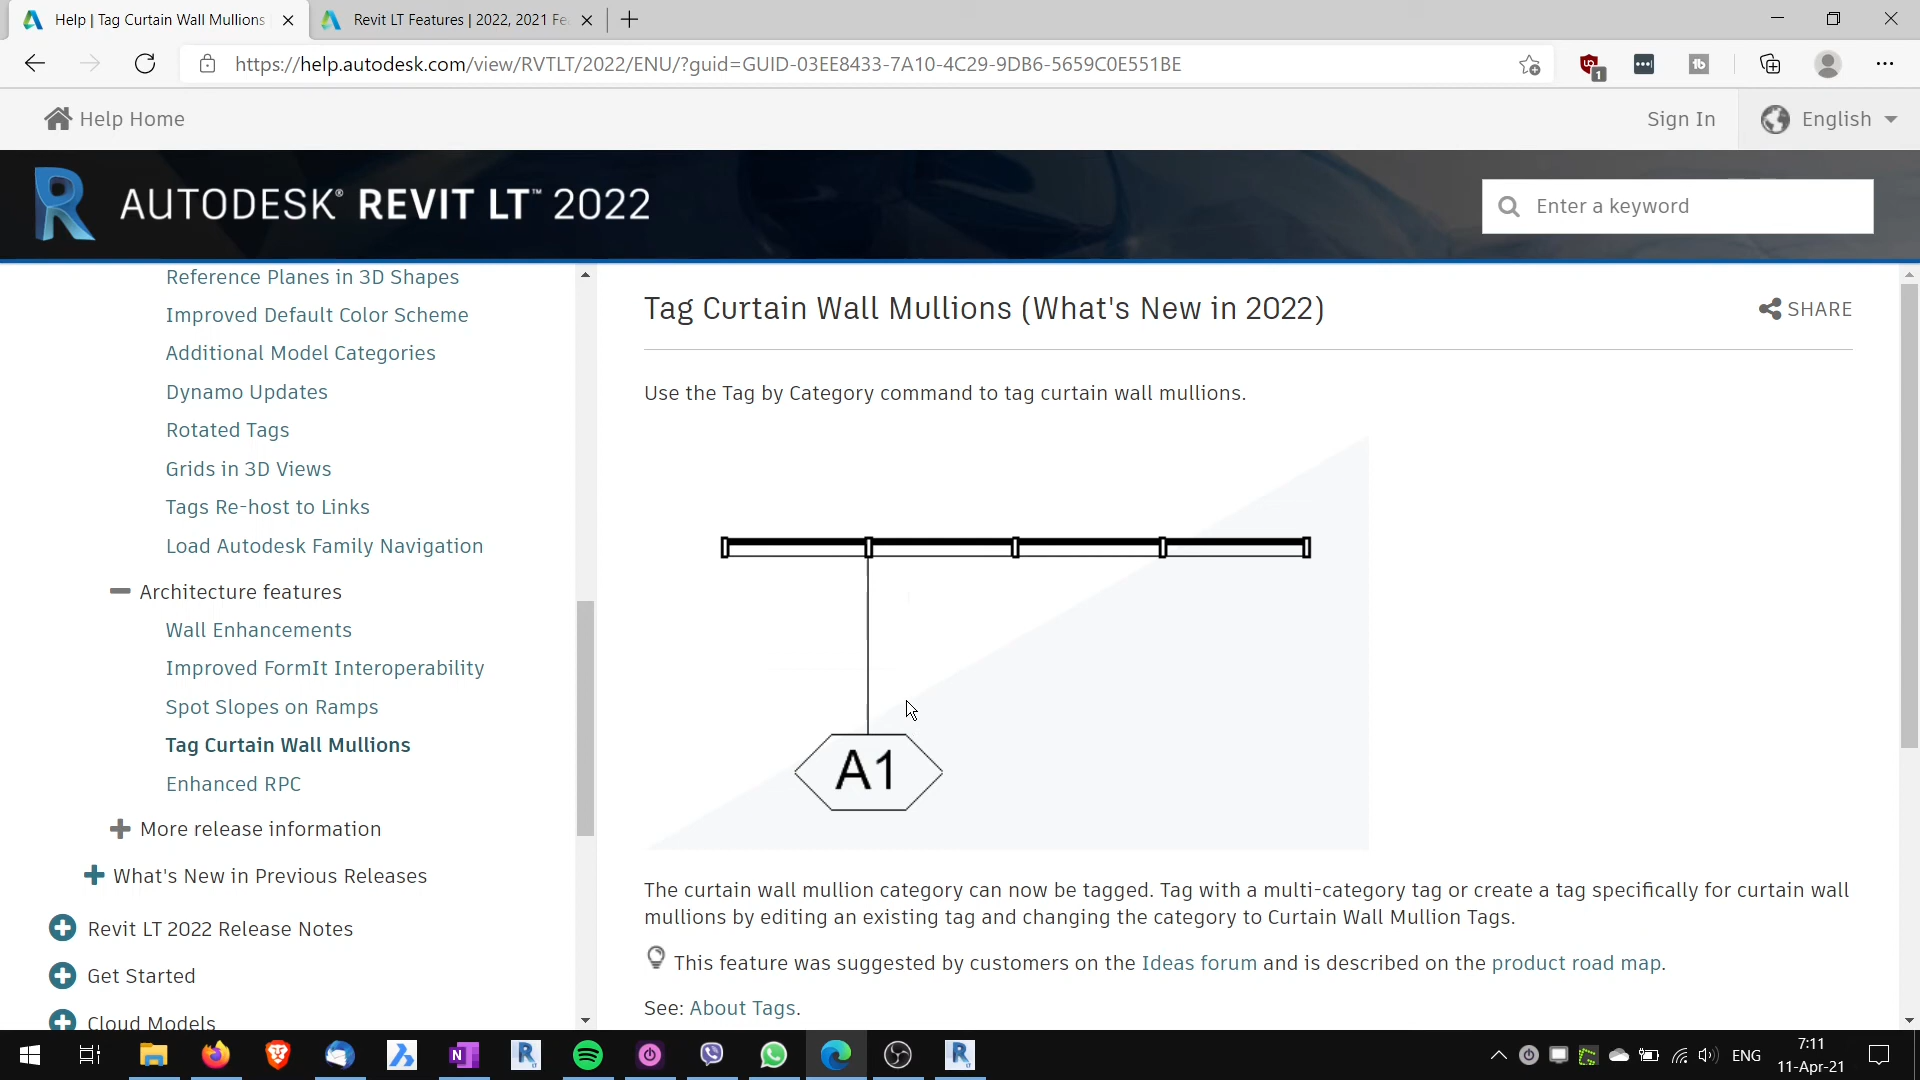 Help | Tag Curtain Wall Mullions
Revit LT Features | 2022, 2021 Fe
https://help.autodesk.com/view/RVTLT/2022/ENU/?guid=GUID-03EE8433-7A10-4C29-9DB6-5659C0E551BE
1
Help Home
Sign In
English
AUTODESK® REVIT LT™ 2022
Enter a keyword
Reference Planes in 3D Shapes
Improved Default Color Scheme
Additional Model Categories
Dynamo Updates
Rotated Tags
Grids in 3D Views
Tags Re-host to Links
Load Autodesk Family Navigation
Architecture features
Wall Enhancements
Improved FormIt Interoperability
Spot Slopes on Ramps
Tag Curtain Wall Mullions
Enhanced RPC
More release information
What's New in Previous Releases
Revit LT 2022 Release Notes
Get Started
Cloud Models
Tag Curtain Wall Mullions (What's New in 2022)
SHARE
Use the Tag by Category command to tag curtain wall mullions.
A1
The curtain wall mullion category can now be tagged. Tag with a multi-category tag or create a tag specifically for curtain wall
mullions by editing an existing tag and changing the category to Curtain Wall Mullion Tags.
This feature was suggested by customers on the Ideas forum and is described on the product road map.
See: About Tags.
ENG
7:11
11-Apr-21